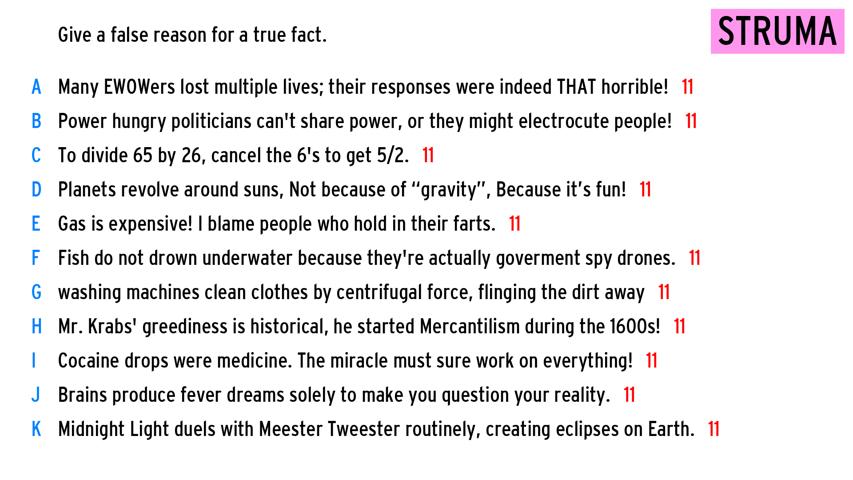 Give a false reason for a true fact.
STRUMA
A Many EWOWers lost multiple lives; their responses were indeed THAT horrible! 11
B Power hungry politicians can't share power, or they might electrocute people! 11
C To divide 65 by 26, cancel the 6's to get 5/2. 11
D Planets revolve around suns, Not because of “gravity”, Because it’s fun! 11
E Gas is expensive! I blame people who hold in their farts. 11
F Fish do not drown underwater because they're actually goverment spy drones. 11
G washing machines clean clothes by centrifugal force, flinging the dirt away 11
H Mr. Krabs' greediness is historical, he started Mercantilism during the 1600s! 11
I Cocaine drops were medicine. The miracle must sure work on everything! 11
J Brains produce fever dreams solely to make you question your reality. 11
K Midnight Light duels with Meester Tweester routinely, creating eclipses on Earth. 11